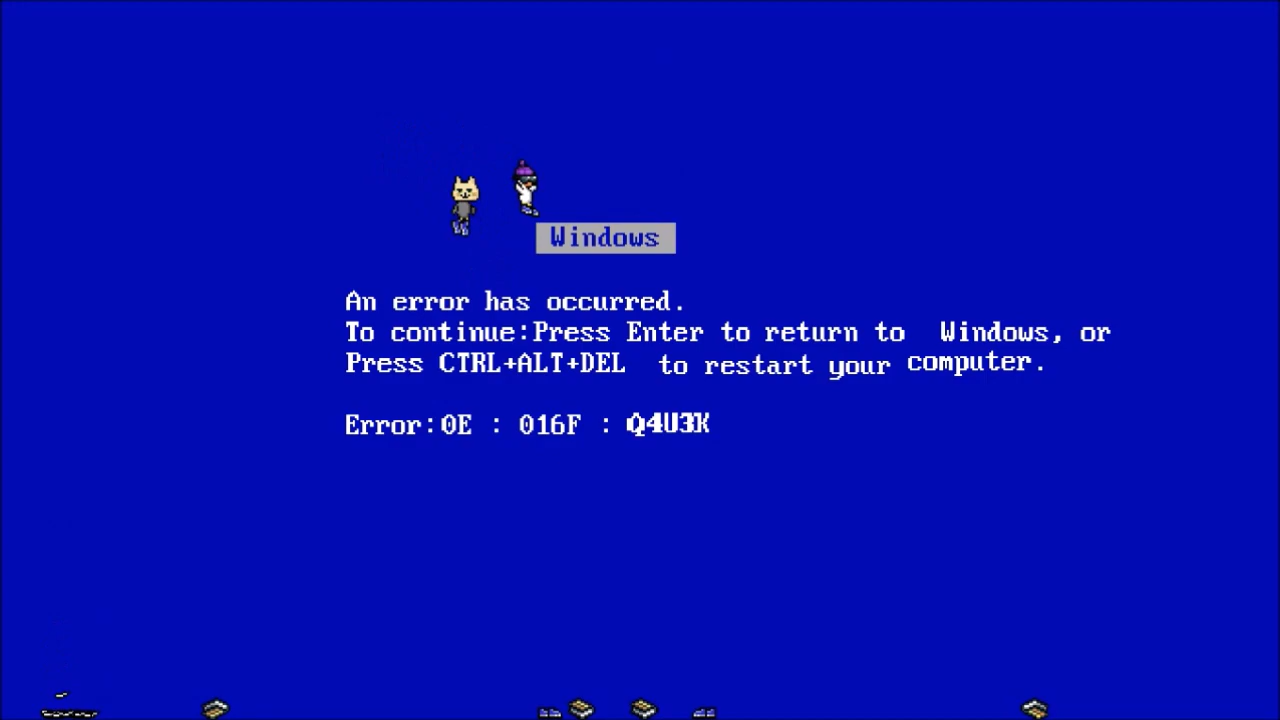 Windows
An error has occurred.
To continue:Press Enter to return to Windows, or
Press CTRL+ALT+DEL to restart your computer.
Error:0E : 016F : Q4U3K